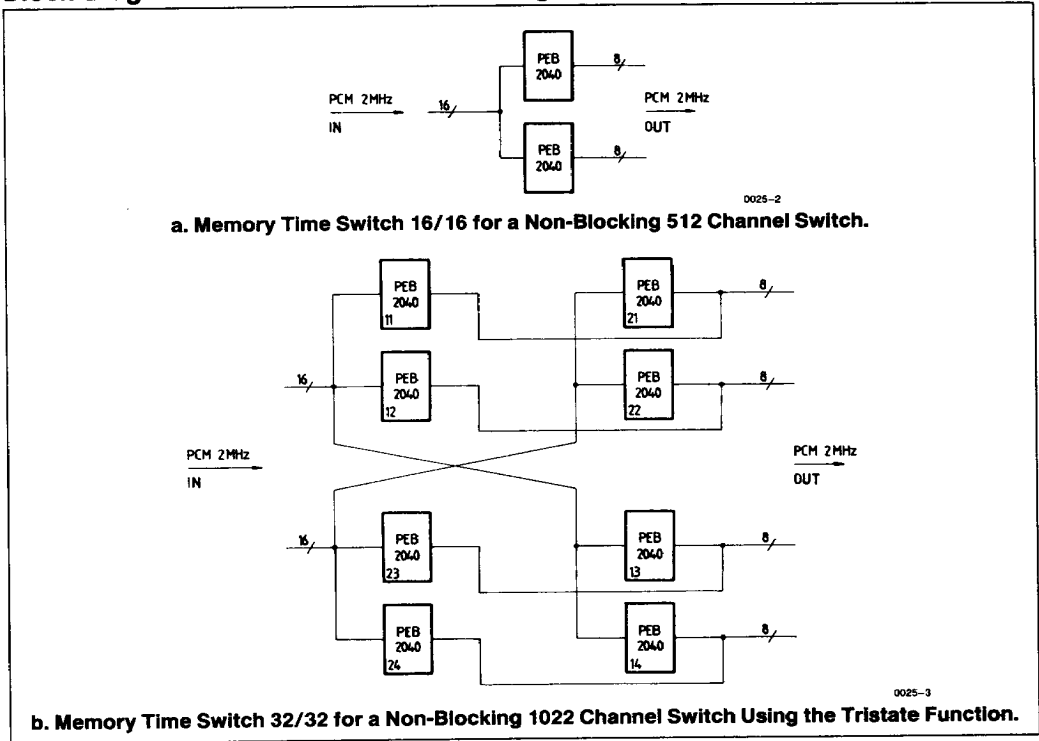 PEB
2040
8/
PCM 2MHz
IN
16/
PCM 2MHz
OUT
PEB
2040
8/
0025-2
a. Memory Time Switch 16/16 for a Non-Blocking 512 Channel Switch.
PEB
2040
11
PEB
2040
21
8/
16/
PEB
2040
12
PEB
2040
22
8/
PCM 2MHz
IN
PCM 2MHz
OUT
16/
PEB
2040
23
PEB
2040
13
8/
PEB
2040
24
PEB
2040
14
8/
0025-3
b. Memory Time Switch 32/32 for a Non-Blocking 1022 Channel Switch Using the Tristate Function.